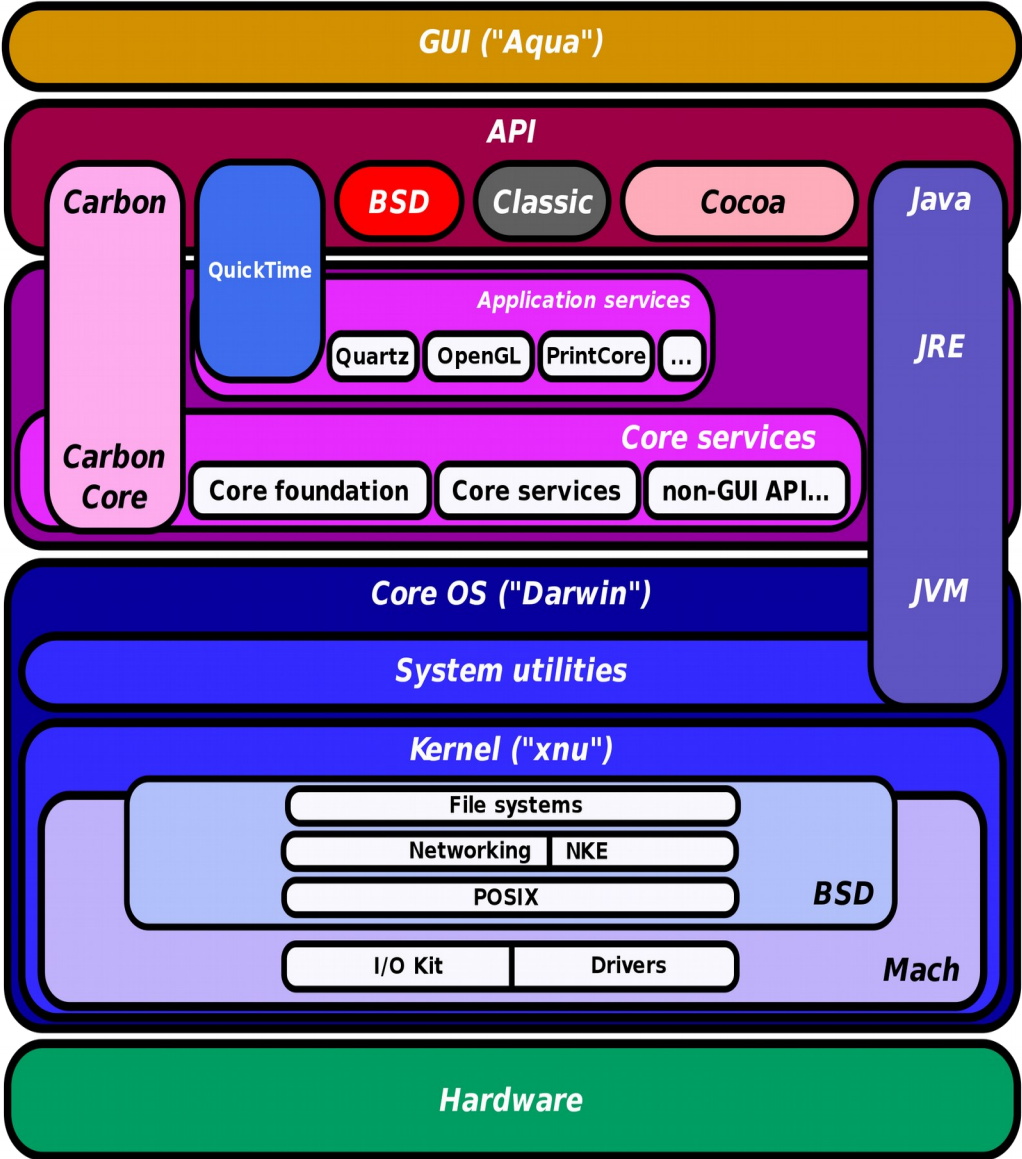 GUI ("Aqua")
API
Carbon
BSD
Classic
Cocoa
Java
QuickTime
Application services
Quartz
OpenGL
PrintCore
...
JRE
Carbon
Core
Core services
Core foundation
Core services
non-GUI API...
Core OS ("Darwin")
JVM
System utilities
Kernel ("xnu")
File systems
Networking
NKE
POSIX
BSD
I/O Kit
Drivers
Mach
Hardware